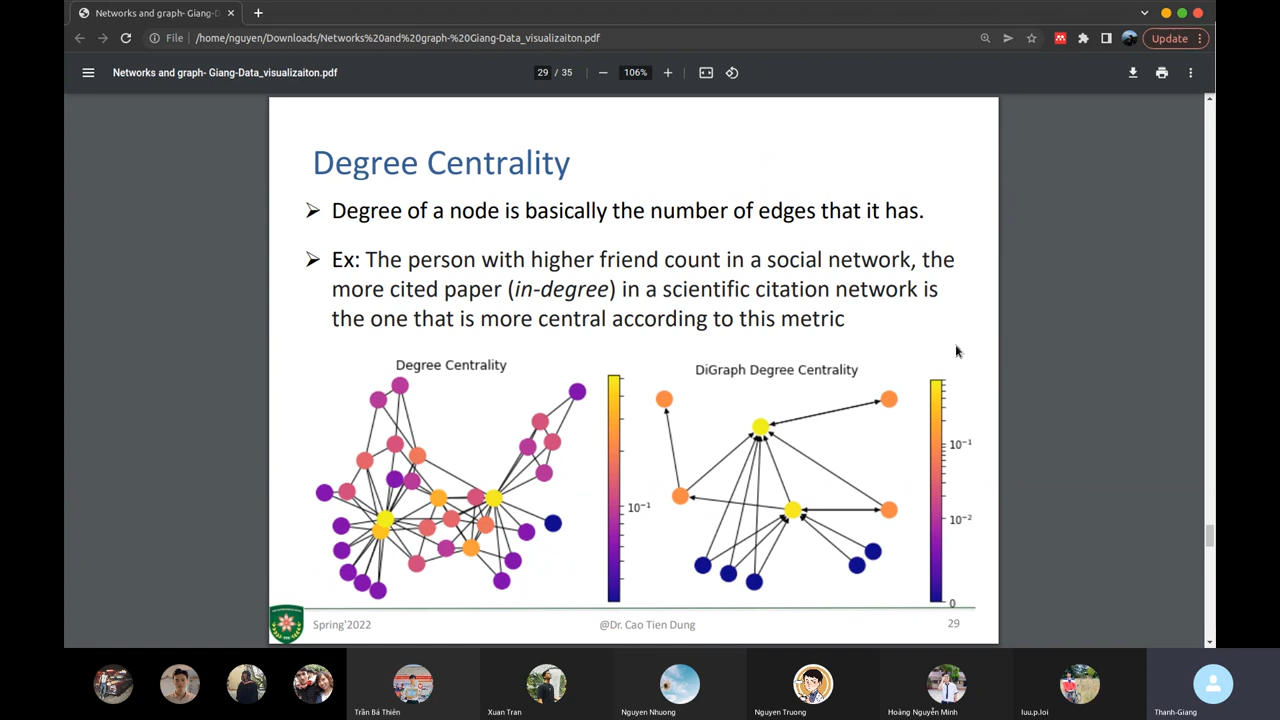 Networks and graph- Giang-D
File
/home/nguyen/Downloads/Networks%20and%20graph-%20Giang-Data_visualizaiton.pdf
Update
Networks and graph- Giang-Data_visualizaiton.pdf
29 / 35
106%
Degree Centrality
➢ Degree of a node is basically the number of edges that it has.
➢ Ex: The person with higher friend count in a social network, the
more cited paper (in-degree) in a scientific citation network is
the one that is more central according to this metric
Degree Centrality
DiGraph Degree Centrality
10⁻¹
10⁻¹
10⁻²
0
Spring'2022
@Dr. Cao Tien Dung
29
Trần Bá Thiên
Xuan Tran
Nguyen Nhuong
Nguyen Truong
Hoàng Nguyễn Minh
luu.p.loi
Thanh-Giang